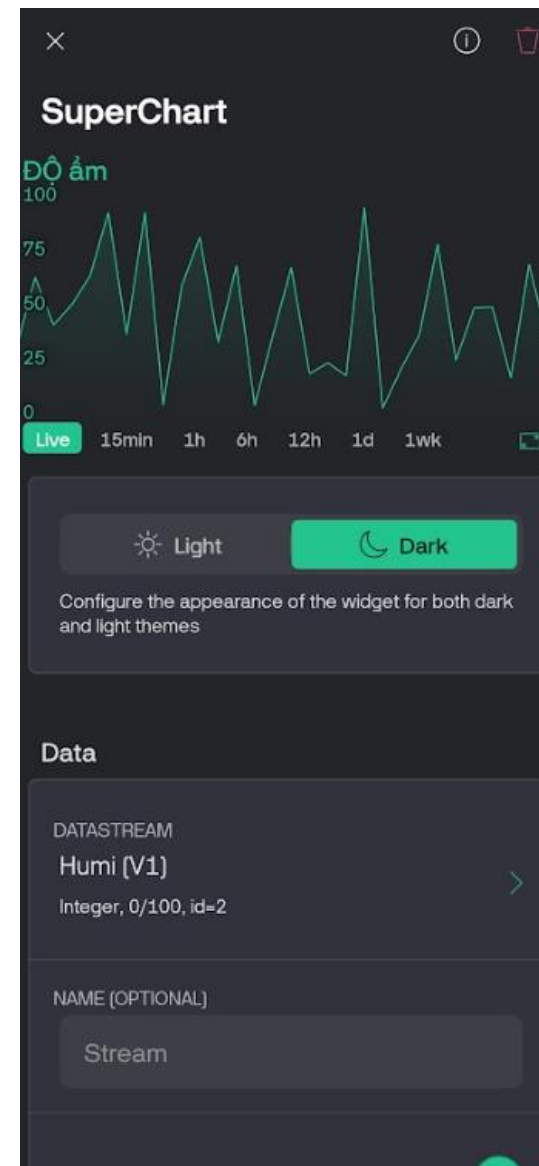 SuperChart
ĐỘ ẩm
100
75
50
25
0
Live 15min 1h 6h 12h 1d 1wk
Light Dark
Configure the appearance of the widget for both dark
and light themes
Data
DATASTREAM
Humi (V1)
Integer, 0/100, id=2
NAME (OPTIONAL)
Stream